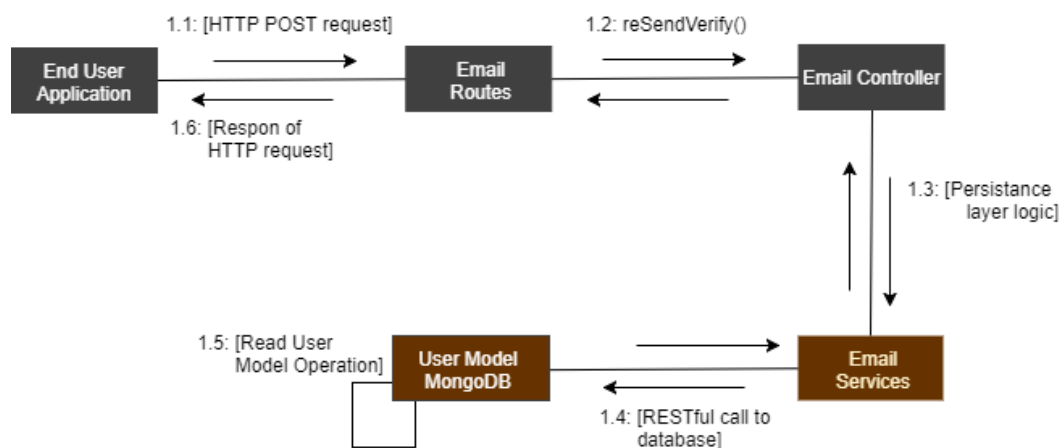 1.1: [HTTP POST request]
1.2: reSendVerify()
End User
Application
Email
Routes
Email Controller
1.6: [Respon of
HTTP request]
1.3: [Persistance
layer logic]
1.5: [Read User
Model Operation]
User Model
MongoDB
Email
Services
1.4: [RESTful call to
database]